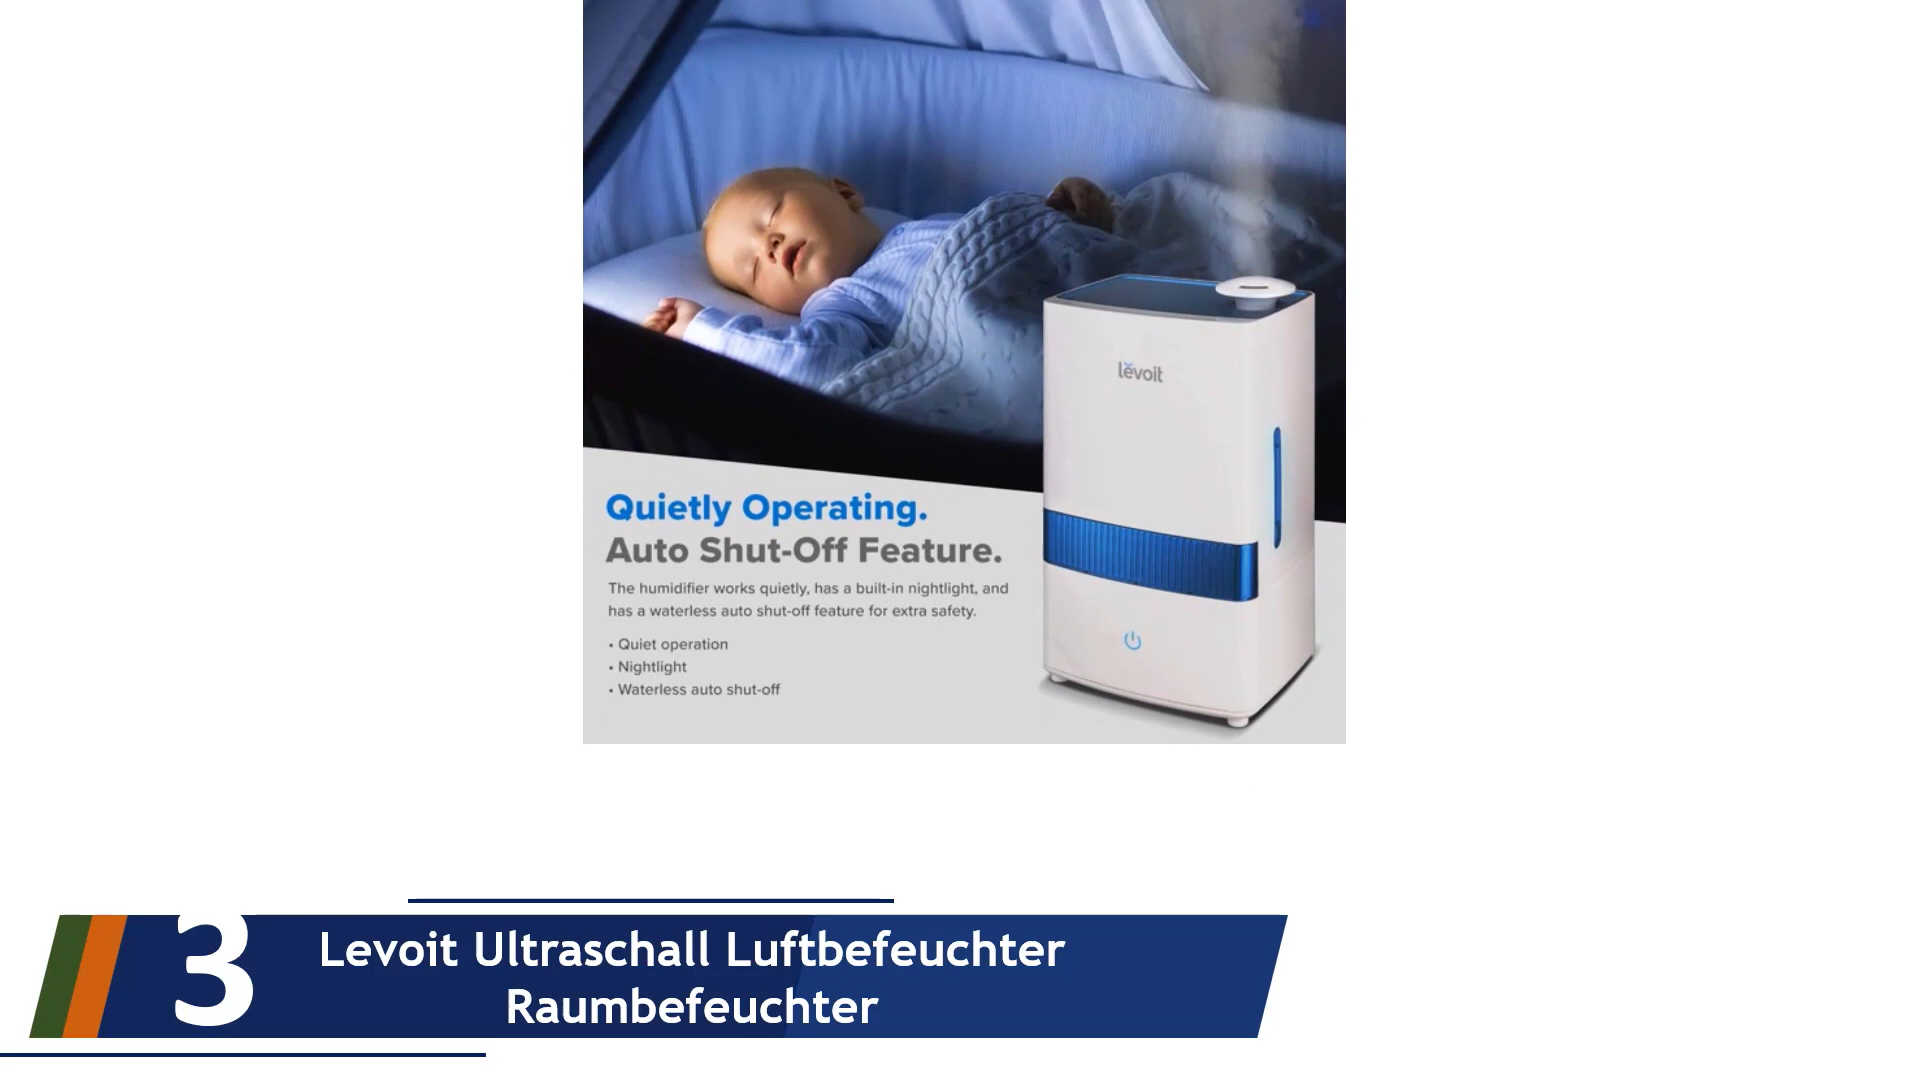 levoit
Quietly Operating.
Auto Shut-Off Feature.
The humidifier works quietly, has a built-in nightlight, and
has a waterless auto shut-off feature for extra safety.
• Quiet operation
• Nightlight
• Waterless auto shut-off
3
Levoit Ultraschall Luftbefeuchter
Raumbefeuchter